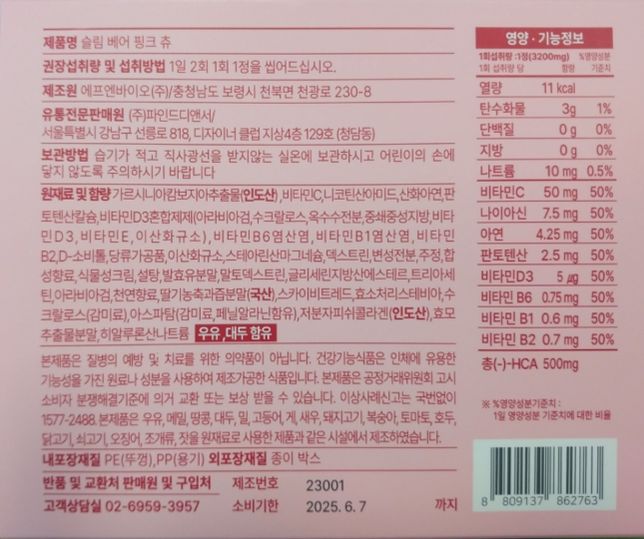 제품명 슬림 베어 핑크 츄
권장섭취량 및 섭취방법 1일 2회 1회 1정을 씹어드십시오.
제조원 에프엔바이오(주)/충청남도 보령시 천북면 천광로 230-8
유통전문판매원 (주)파인드디앤서/
서울특별시 강남구 선릉로 818, 디자이너 클럽 지상4층 129호 (청담동)
보관방법 습기가 적고 직사광선을 받지않는 실온에 보관하시고 어린이의 손에
닿지 않도록 주의하시기 바랍니다
원재료 및 함량 가르시니아캄보지아추출물(인도산), 비타민C, 니코틴산아미드, 산화아연, 판
토텐산칼슘, 비타민D3혼합제제(아라비아검, 수크랄로스, 옥수수전분, 중쇄중성지방, 비타
민D3, 비타민E, 이산화규소), 비타민B6염산염, 비타민B1염산염, 비타민
B2, D-소비톨, 당류가공품, 이산화규소, 스테아린산마그네슘, 덱스트린, 변성전분, 주정, 합
성향료, 식물성크림, 설탕, 발효유분말, 말토덱스트린, 글리세린지방산에스테르, 트리아세
틴, 아라비아검, 천연향료, 딸기농축과즙분말(국산), 스카이비트레드, 효소처리스테비아, 수
크랄로스(감미료), 아스파탐(감미료, 페닐알라닌함유), 저분자피쉬콜라겐(인도산), 효모
추출물분말, 히알루론산나트륨 우유, 대두 함유
본제품은 질병의 예방 및 치료를 위한 의약품이 아닙니다. 건강기능식품은 인체에 유용한
기능성을 가진 원료나 성분을 사용하여 제조가공한 식품입니다. 본제품은 공정거래위원회 고시
소비자 분쟁해결기준에 의거 교환 또는 보상 받을 수 있습니다. 이상사례신고는 국번없이
1577-2488. 본제품은 우유, 메밀, 땅콩, 대두, 밀, 고등어, 게, 새우, 돼지고기, 복숭아, 토마토, 호두,
닭고기, 쇠고기, 오징어, 조개류, 잣을 원재료로 사용한 제품과 같은 시설에서 제조하였습니다.
내포장재질 PE(뚜껑), PP(용기) 외포장재질 종이 박스
반품 및 교환처 판매원 및 구입처 제조번호 23001
고객상담실 02-6959-3957 소비기한 2025. 6. 7 까지
영양·기능정보
1회섭취량 :1정(3200mg) %영양성분
1회 섭취량 당 함량 기준치
열량 11 kcal
탄수화물 3g 1%
단백질 0 g 0%
지방 0 g 0%
나트륨 10 mg 0.5%
비타민C 50 mg 50%
나이아신 7.5 mg 50%
아연 4.25 mg 50%
판토텐산 2.5 mg 50%
비타민D3 5 μg 50%
비타민 B6 0.75 mg 50%
비타민 B1 0.6 mg 50%
비타민 B2 0.7 mg 50%
총(-)-HCA 500mg
※ %영양성분기준치 :
1일 영양성분 기준치에 대한 비율
8 809137 862763